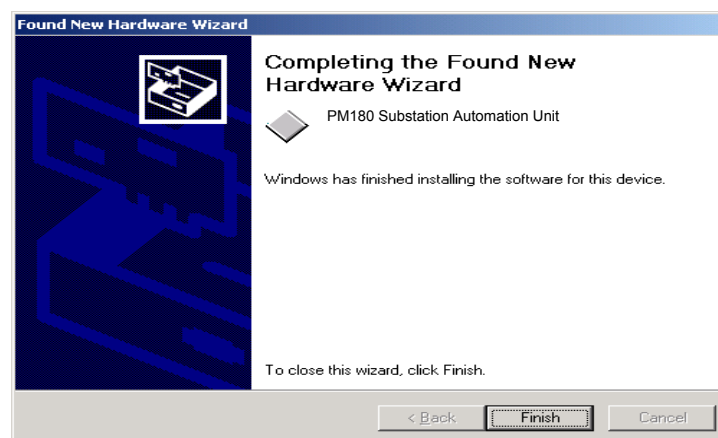 Found New Hardware Wizard
Completing the Found New
Hardware Wizard
PM180 Substation Automation Unit
Windows has finished installing the software for this device.
To close this wizard, click Finish.
< Back
Finish
Cancel